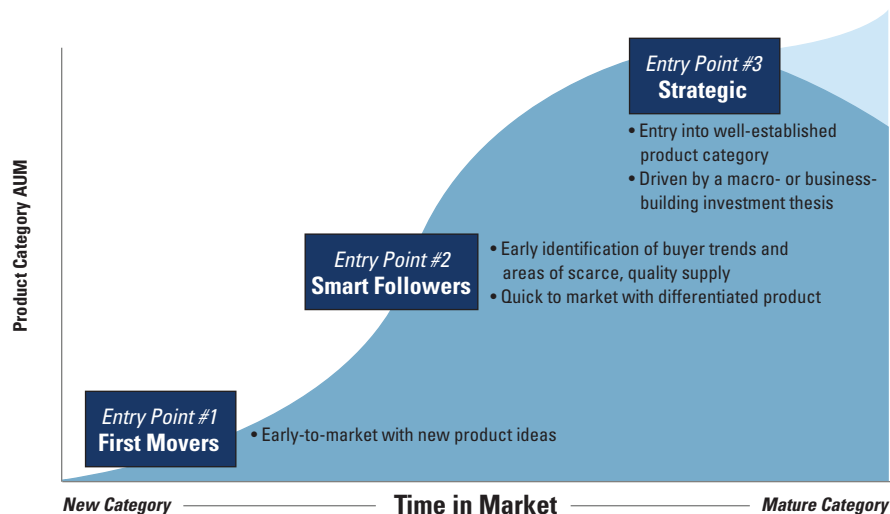 Product Category AUM
Entry Point #3
Strategic
• Entry into well-established
product category
• Driven by a macro- or business-
building investment thesis
Entry Point #2
Smart Followers
• Early identification of buyer trends and
areas of scarce, quality supply
• Quick to market with differentiated product
Entry Point #1
First Movers
• Early-to-market with new product ideas
New Category
Time in Market
Mature Category